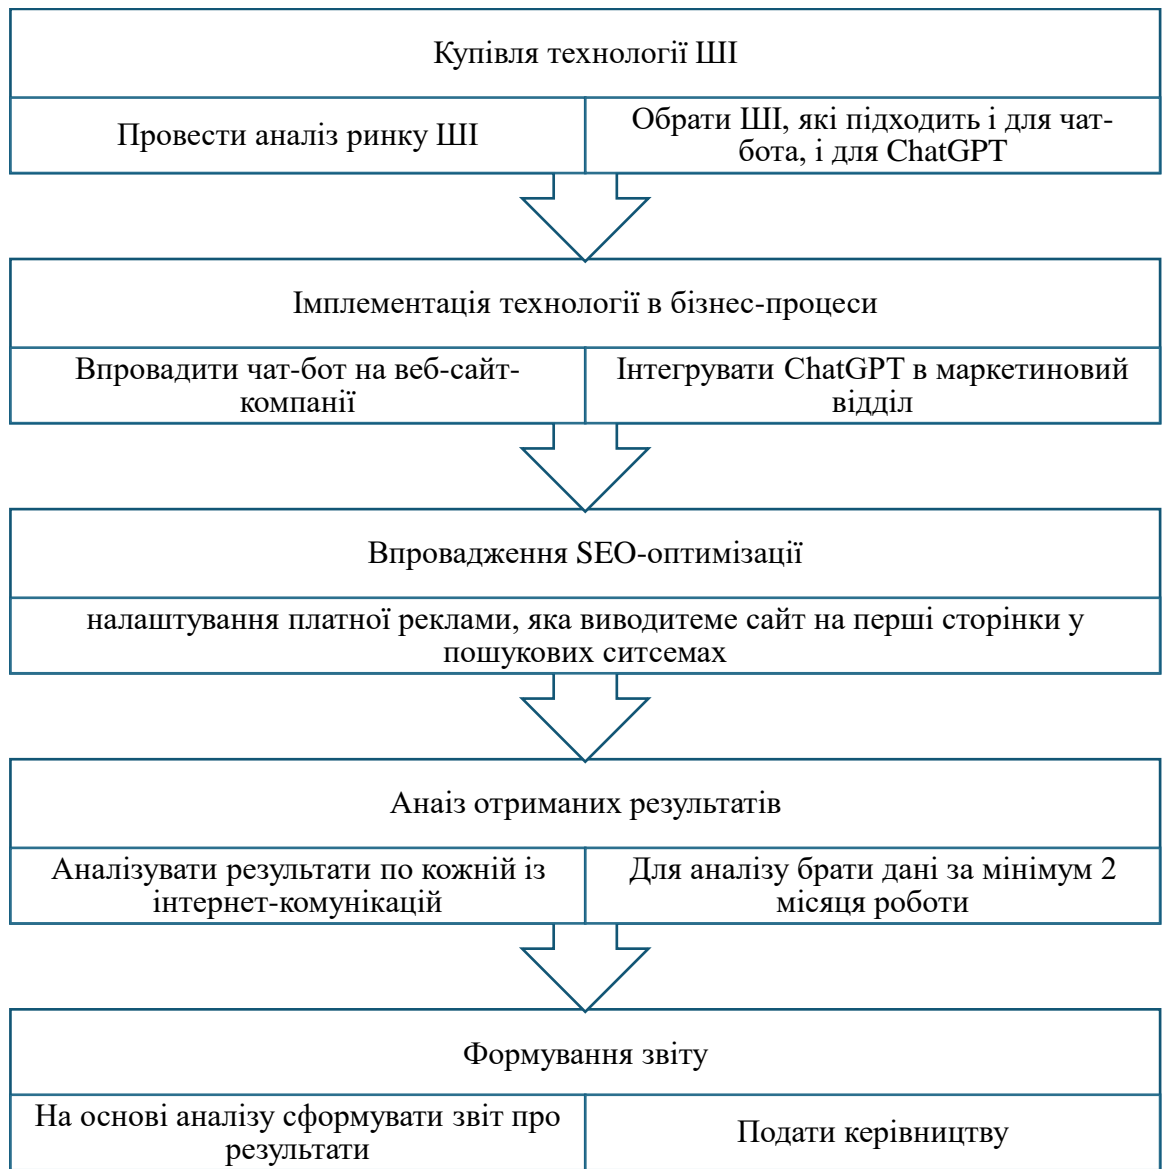 Купівля технології ШІ
Провести аналіз ринку ШІ
Обрати ШІ, які підходить і для чат-
бота, і для ChatGPT
Імплементація технології в бізнес-процеси
Впровадити чат-бот на веб-сайт-
компанії
Інтегрувати ChatGPT в маркетиновий
відділ
Впровадження SEO-оптимізації
налаштування платної реклами, яка виводитеме сайт на перші сторінки у
пошукових ситсемах
Анаіз отриманих результатів
Аналізувати результати по кожній із
інтернет-комунікацій
Для аналізу брати дані за мінімум 2
місяця роботи
Формування звіту
На основі аналізу сформувати звіт про
результати
Подати керівництву